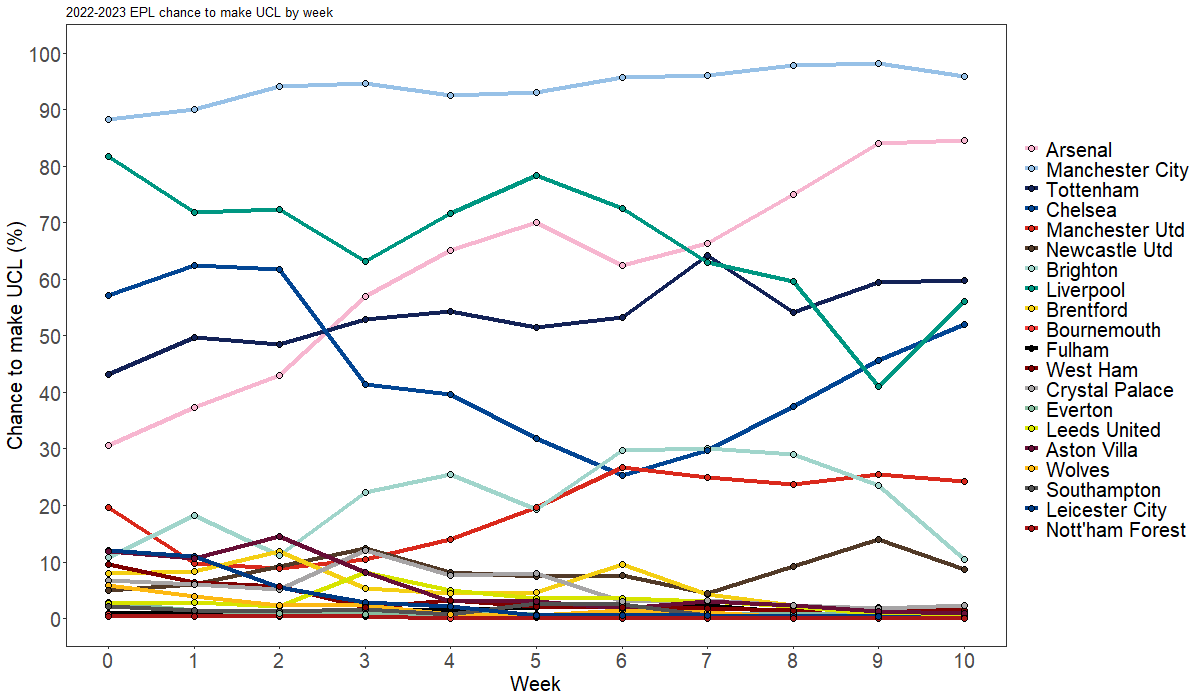 2022-2023 EPL chance to make UCL by week
Chance to make UCL (%)
100
90
80
70
60
50
40
30
20
10
0
0 1 2 3 4 5 6 7 8 9 10
Week
Arsenal
Manchester City
Tottenham
Chelsea
Manchester Utd
Newcastle Utd
Brighton
Liverpool
Brentford
Bournemouth
Fulham
West Ham
Crystal Palace
Everton
Leeds United
Aston Villa
Wolves
Southampton
Leicester City
Nott'ham Forest